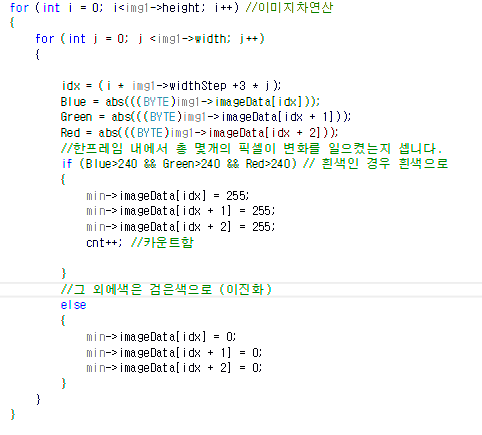 for (int i = 0; i<img1->height; i++) //이미지차연산
{
for (int j = 0; j <img1->width; j++)
{
idx = (i * img1->widthStep +3 * j);
Blue = abs(((BYTE)img1->imageData[idx]));
Green = abs(((BYTE)img1->imageData[idx + 1]));
Red = abs(((BYTE)img1->imageData[idx + 2]));
//한프레임 내에서 총 몇개의 픽셀이 변화를 일으켰는지 셉니다.
if (Blue>240 && Green>240 && Red>240) // 흰색인 경우 흰색으로
{
min->imageData[idx] = 255;
min->imageData[idx + 1] = 255;
min->imageData[idx + 2] = 255;
cnt++; //카운트함
}
//그 외에색은 검은색으로 (이진화)
else
{
min->imageData[idx] = 0;
min->imageData[idx + 1] = 0;
min->imageData[idx + 2] = 0;
}
}
}